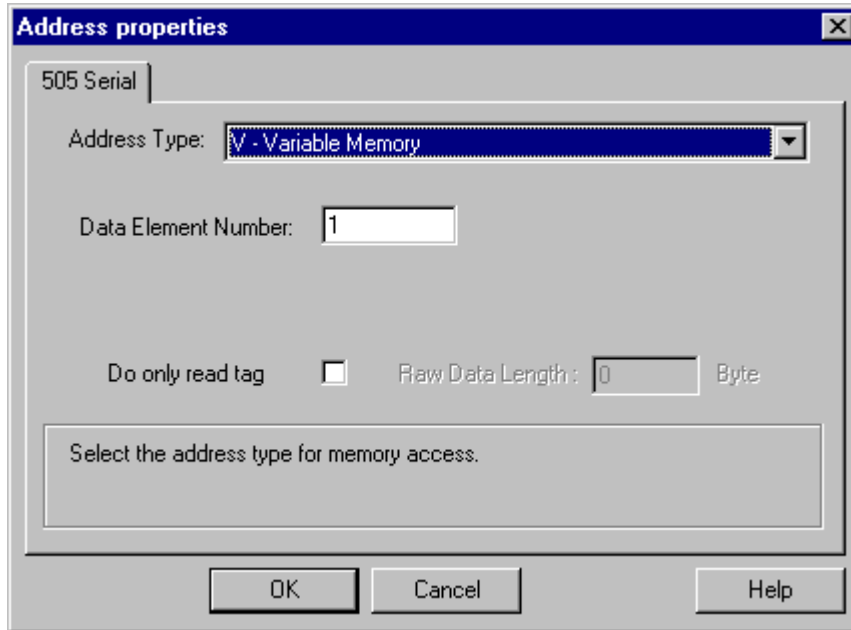 Address properties
505 Serial
Address Type: V - Variable Memory
Data Element Number: 1
Do only read tag Raw Data Length : 0 Byte
Select the address type for memory access.
OK Cancel Help